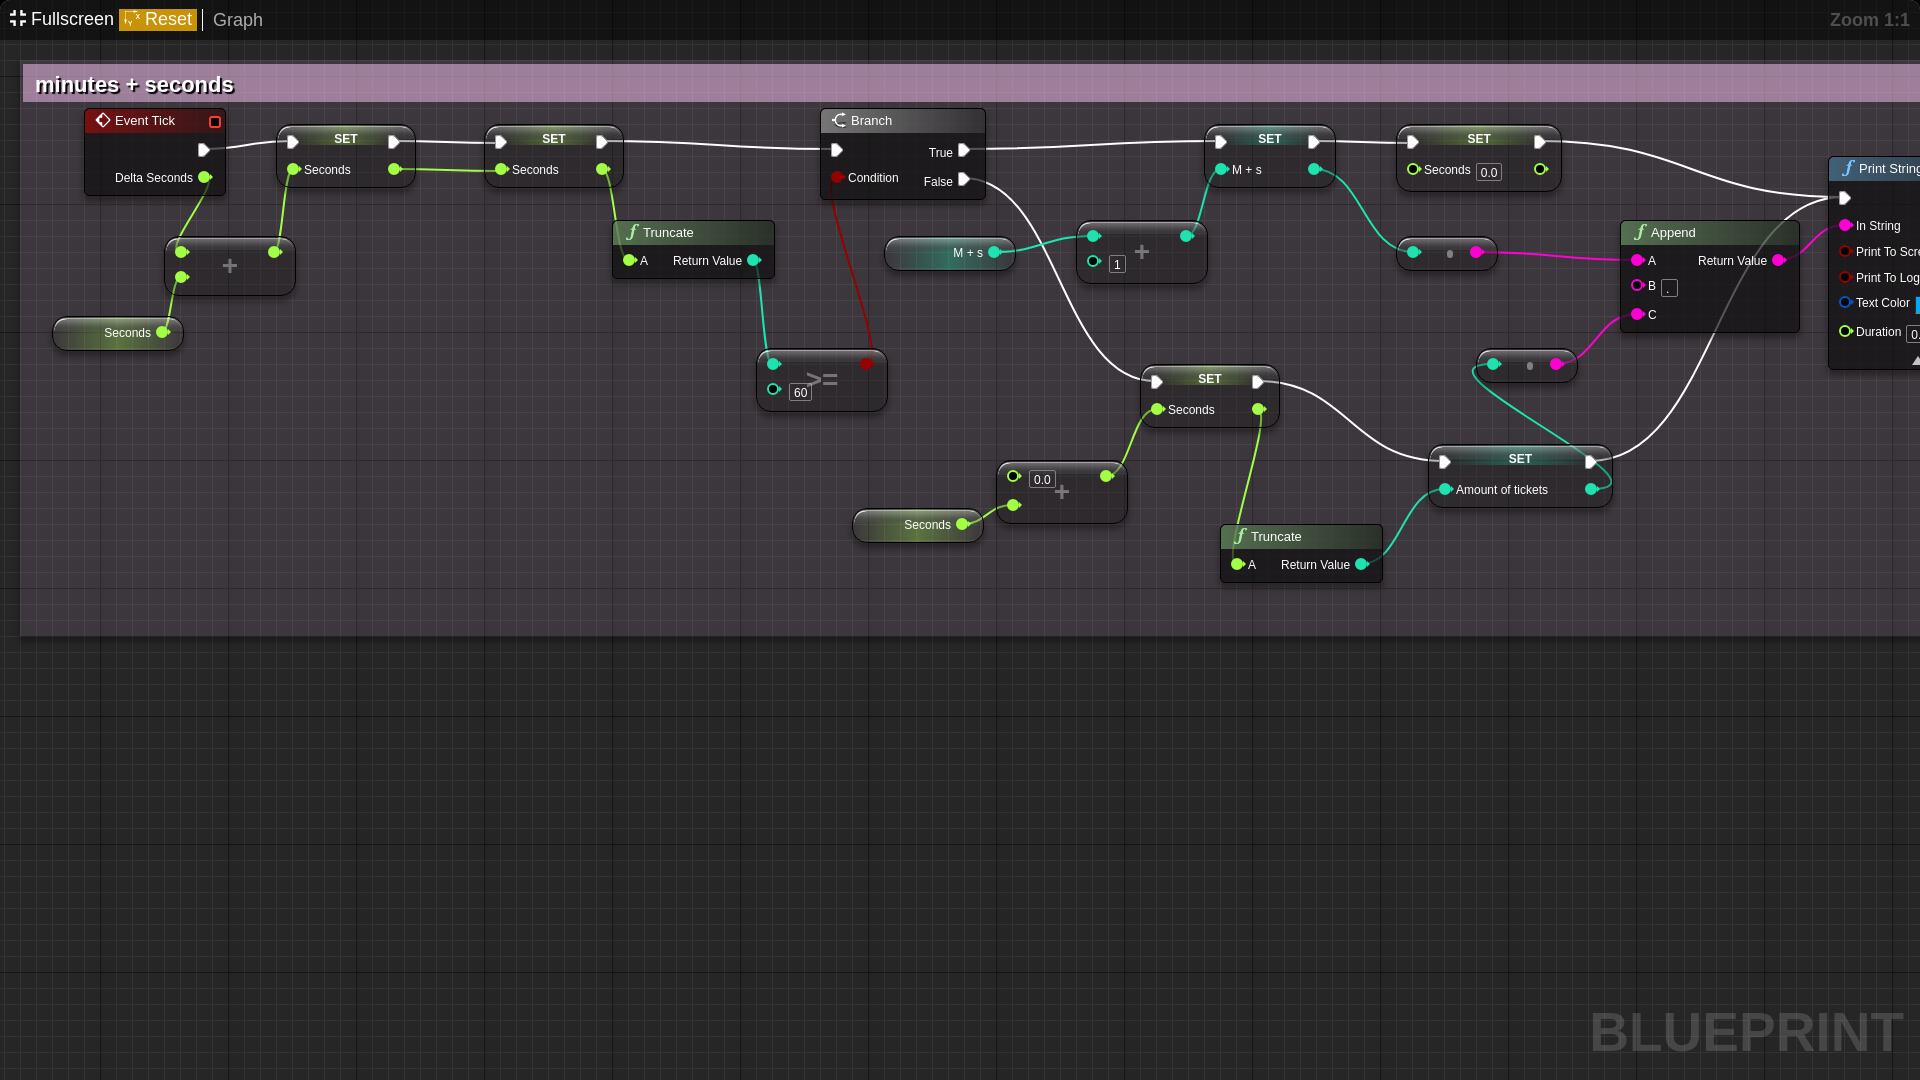 Fullscreen Reset Graph Zoom 1:1
minutes + seconds
Event Tick
Delta Seconds
+
Seconds
SET
Seconds
SET
Seconds
Truncate
A Return Value
>=
60
Branch
Condition
True
False
M + s
+
1
SET
M + s
SET
Seconds 0.0
Seconds
0.0
+
SET
Seconds
Truncate
A Return Value
SET
Amount of tickets
Append
A Return Value
B .
C
Print String
In String
Print To Scre
Print To Log
Text Color
Duration 0.
BLUEPRINT